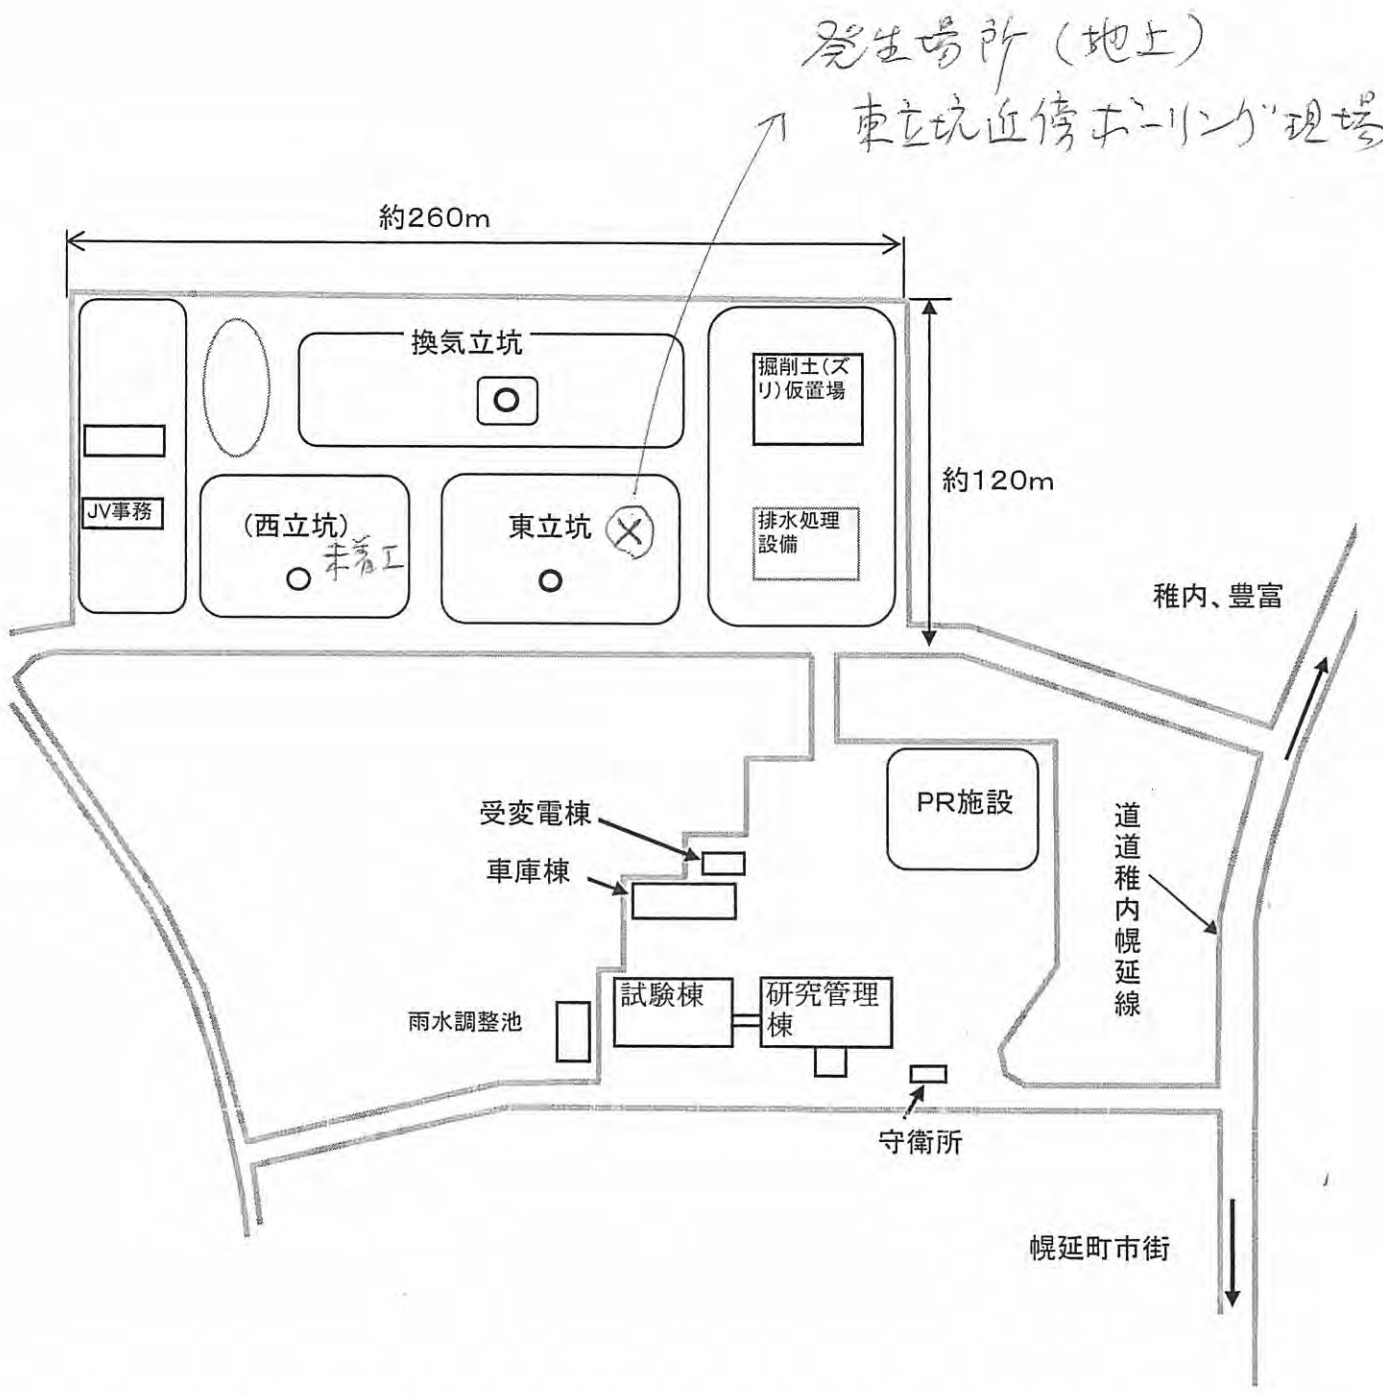 発生場所（地上）
東立坑近傍ボーリング現場
約260m
換気立坑
掘削土(ズ
リ)仮置場
約120m
JV事務
(西立坑)
未着工
東立坑
排水処理
設備
稚内、豊富
受変電棟
車庫棟
PR施設
道道稚内幌延線
試験棟
研究管理
棟
雨水調整池
守衛所
幌延町市街